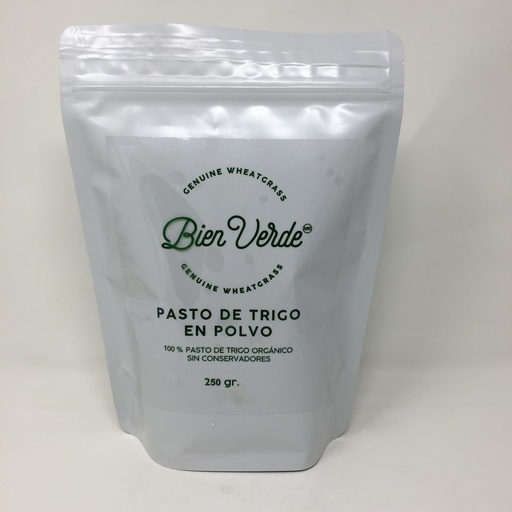 GENUINE WHEATGRASS
Bien Verde MR
GENUINE WHEATGRASS
PASTO DE TRIGO
EN POLVO
100 % PASTO DE TRIGO ORGÁNICO
SIN CONSERVADORES
250 gr.